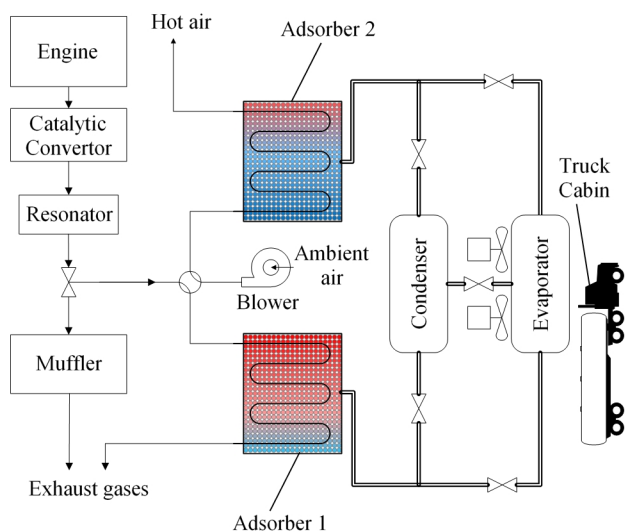 Hot air
Adsorber 2
Engine
Catalytic
Convertor
Resonator
Truck
Cabin
Ambient
air
Blower
Condenser
Evaporator
Muffler
Exhaust gases
Adsorber 1